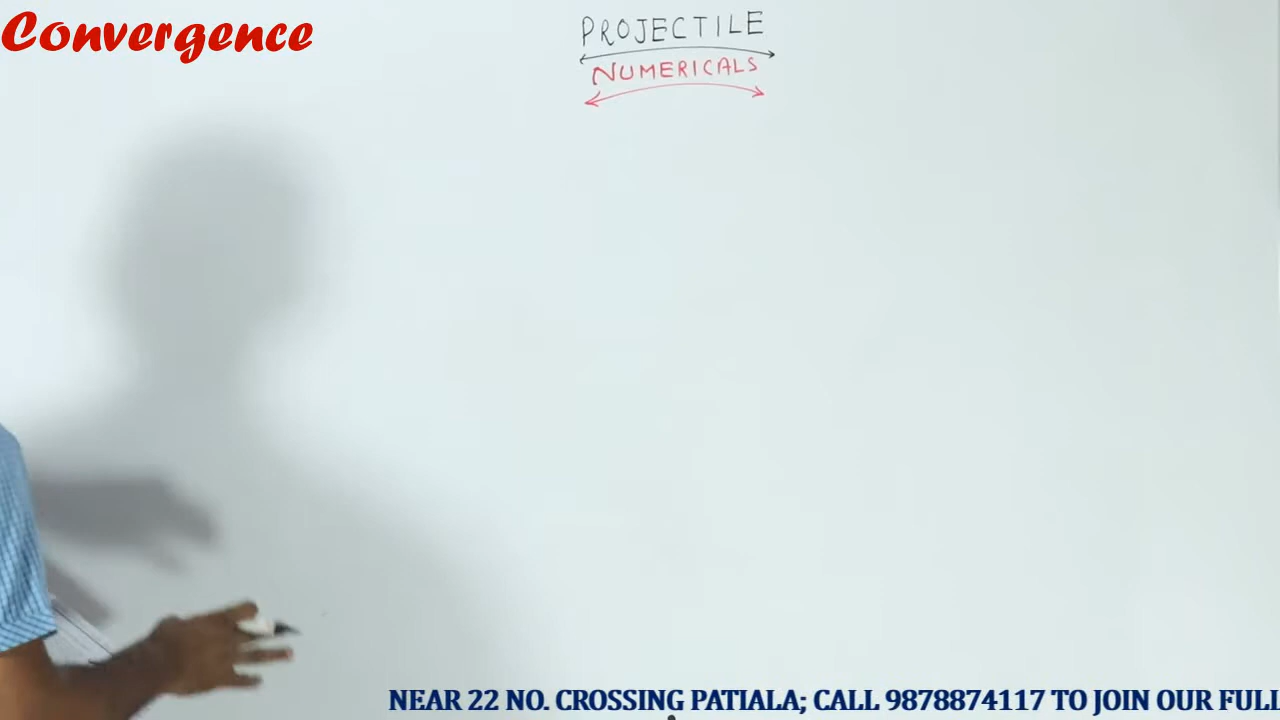 Convergence
PROJECTILE
NUMERICALS
NEAR 22 NO. CROSSING PATIALA; CALL 9878874117 TO JOIN OUR FULL